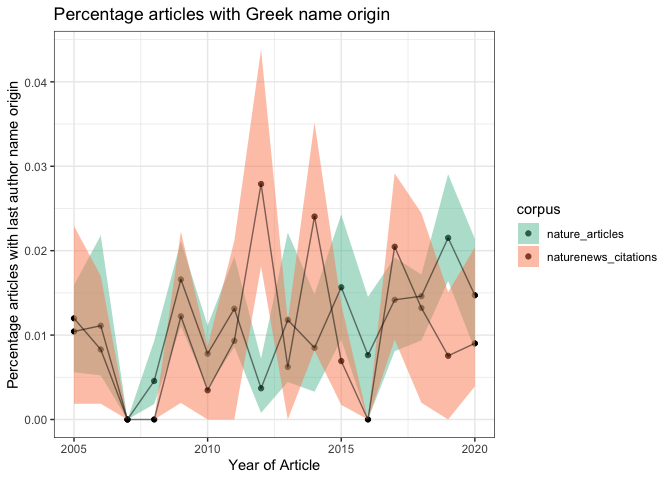 Percentage articles with Greek name origin
Percentage articles with last author name origin
0.04
0.03
0.02
0.01
0.00
2005
2010
2015
2020
Year of Article
corpus
nature_articles
naturenews_citations